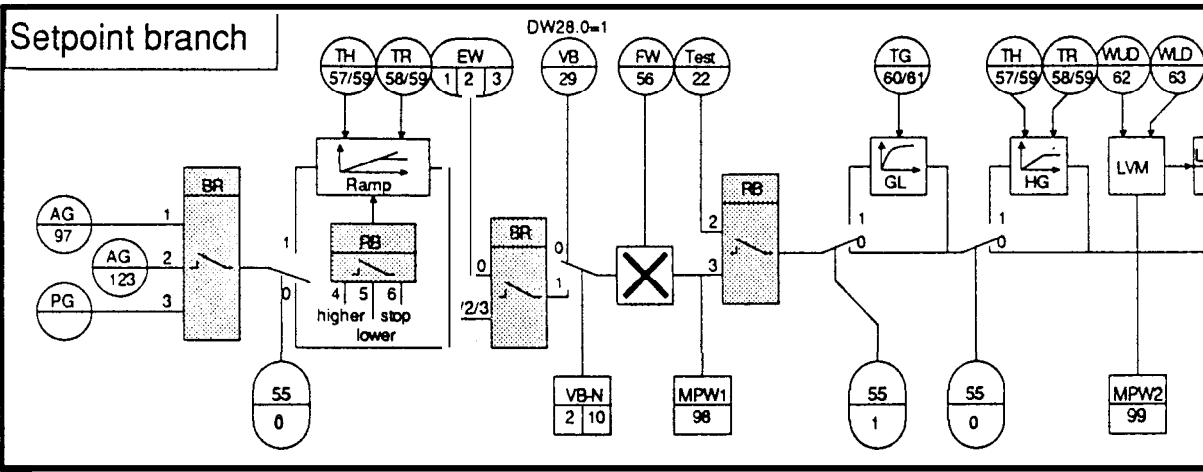 Setpoint branch
DW28.0=1
TH
57/59
TR
58/59
EW
1 2 3
VB
29
FW
56
Test
22
TG
60/61
TH
57/59
TR
58/59
WUD
62
WLD
63
BR
AG
97
1
AG
123
2
PG
3
1
0
Ramp
RB
4 5 6
higher stop
lower
BR
0
/2/3
0
1
RB
2
3
GL
1
0
HG
1
0
LVM
L
55
0
VB-N
2 10
MPW1
98
55
1
55
0
MPW2
99